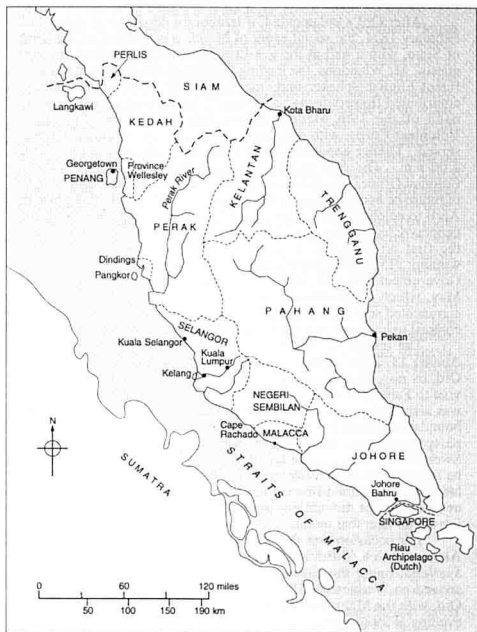 PERLIS
SIAM
Langkawi
KEDAH
Kota Bharu
Georgetown
PENANG
Province
Wellesley
Perak River
KELANTAN
TRENGGANU
PERAK
Dindings
Pangkor
PAHANG
SELANGOR
Kuala Selangor
Kuala
Lumpur
Pekan
Kelang
NEGERI
SEMBILAN
Cape
Rachado
MALACCA
JOHORE
N
SUMATRA
STRAITS OF MALACCA
Johore
Bahru
SINGAPORE
Riau
Archipelago
(Dutch)
0 60 120 miles
50 100 150 190 km